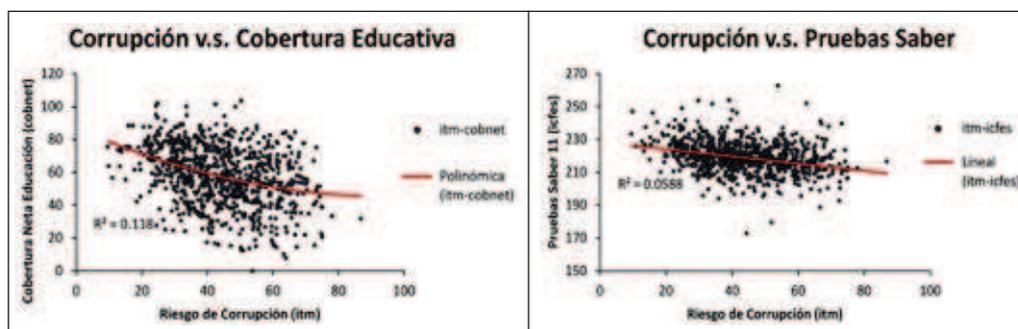 Corrupción v.s. Cobertura Educativa
Cobertura Neta Educación (cobnet)
120
100
80
60
40
20
0
R² = 0.118
0
20
40
60
80
100
Riesgo de Corrupción (itm)
itm-cobnet
Polinómica
(itm-cobnet)
Corrupción v.s. Pruebas Saber
Pruebas Saber 11 (icfes)
270
250
230
210
190
170
150
R² = 0.0588
0
20
40
60
80
100
Riesgo de Corrupción (itm)
itm-icfes
Lineal
(itm-icfes)